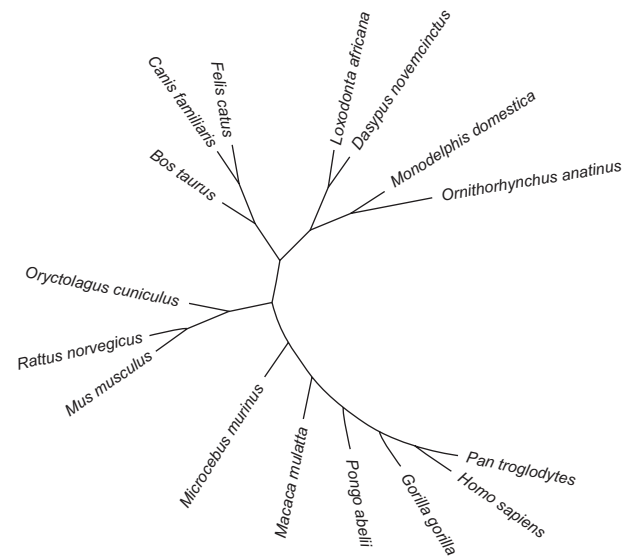 Loxodonta africana
Dasypus novemcinctus
Monodelphis domestica
Ornithorhynchus anatinus
Felis catus
Canis familiaris
Bos taurus
Oryctolagus cuniculus
Rattus norvegicus
Mus musculus
Microcebus murinus
Macaca mulatta
Pongo abelii
Gorilla gorilla
Homo sapiens
Pan troglodytes